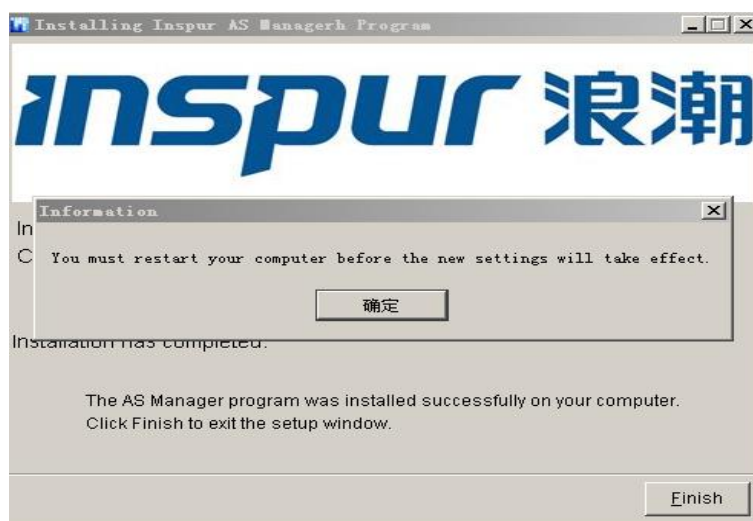 Installing Inspur AS Managerh Program
inspur 浪潮
Information
In
C
You must restart your computer before the new settings will take effect.
确定
Installation has completed.
The AS Manager program was installed successfully on your computer.
Click Finish to exit the setup window.
Finish